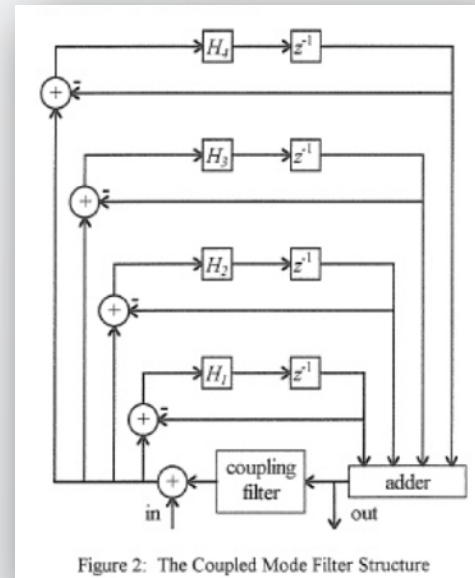 H₄ z⁻¹
-
+
H₃ z⁻¹
-
+
H₂ z⁻¹
-
+
H₁ z⁻¹
-
+
+ coupling filter adder
in out
Figure 2: The Coupled Mode Filter Structure